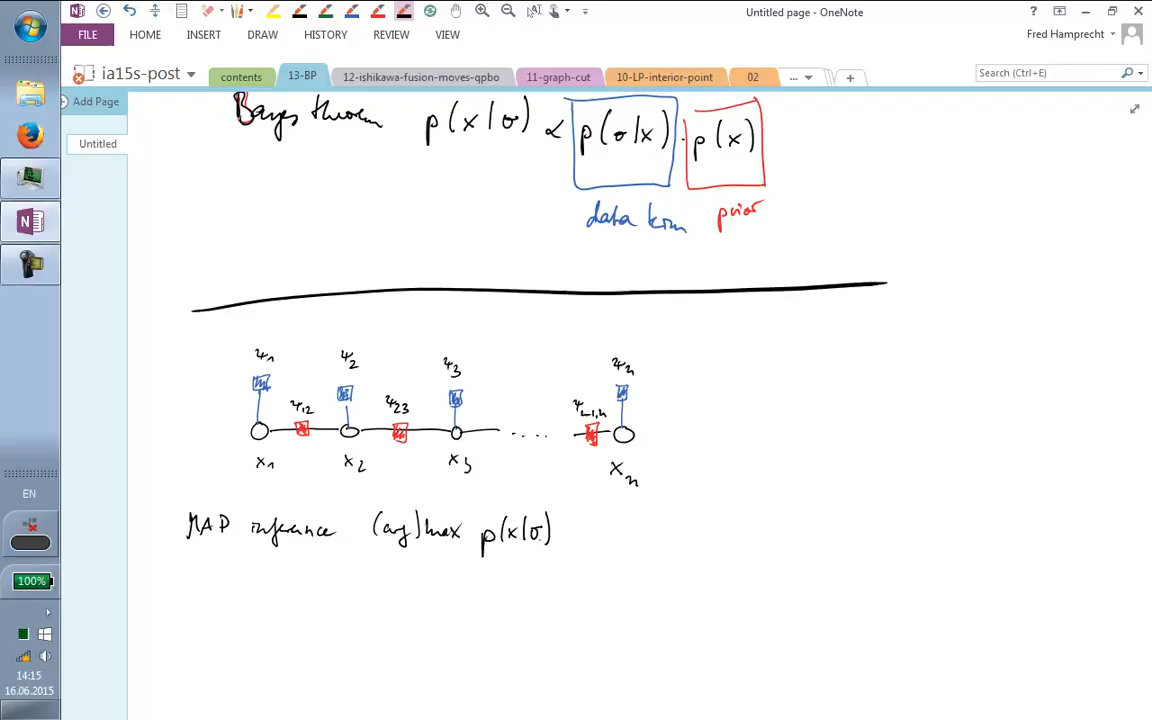 Untitled page - OneNote
FILE HOME INSERT DRAW HISTORY REVIEW VIEW
Fred Hamprecht
ia15s-post contents 13-BP 12-ishikawa-fusion-moves-qpbo 11-graph-cut 10-LP-interior-point 02 ...
Search (Ctrl+E)
Add Page
Untitled
Bayes theorem p(x|σ) ∝ p(σ|x) · p(x)
data term prior
ψ1 ψ2 ψ3 ψn
ψ12 ψ23 ψn-1,n
x1 x2 x3 .... xn
MAP inference (arg)max p(x|σ)
EN
100%
14:15
16.06.2015